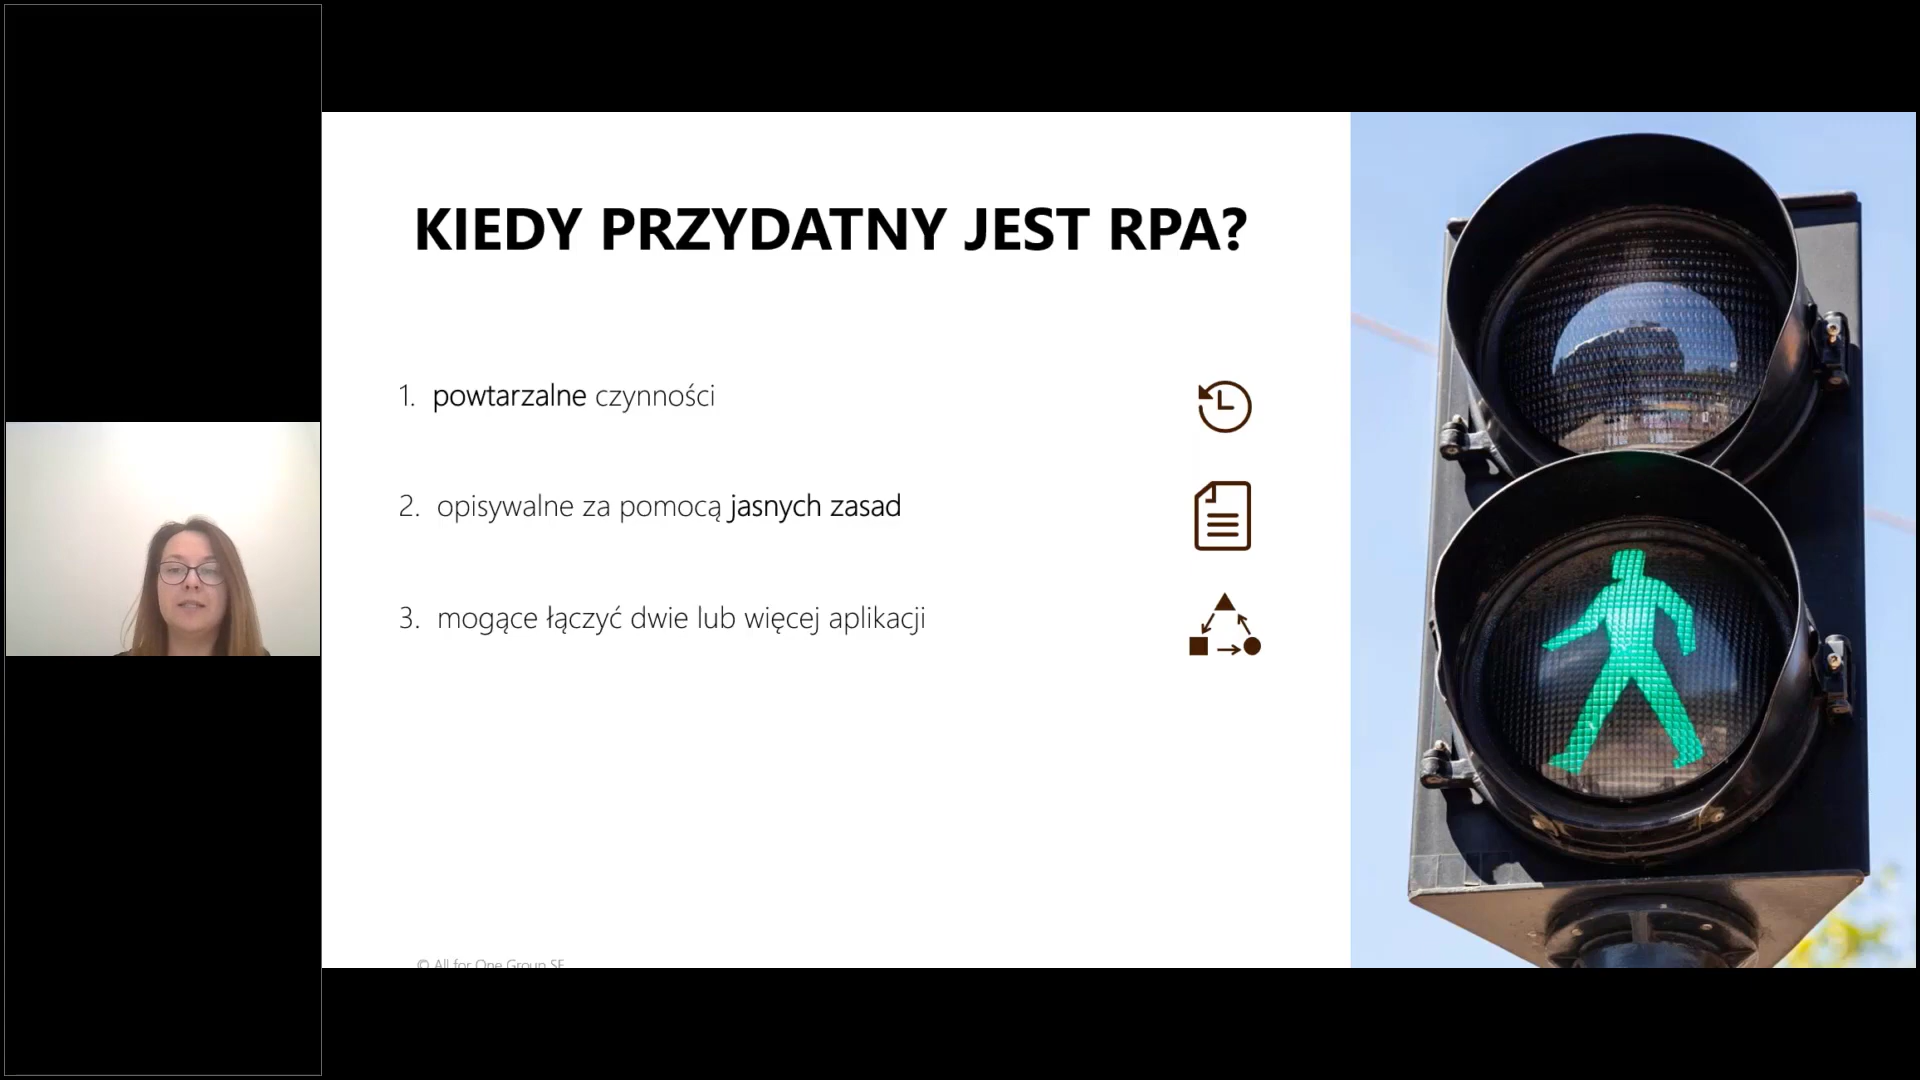 KIEDY PRZYDATNY JEST RPA?
1. powtarzalne czynności
2. opisywalne za pomocą jasnych zasad
3. mogące łączyć dwie lub więcej aplikacji
© All for One Group SE